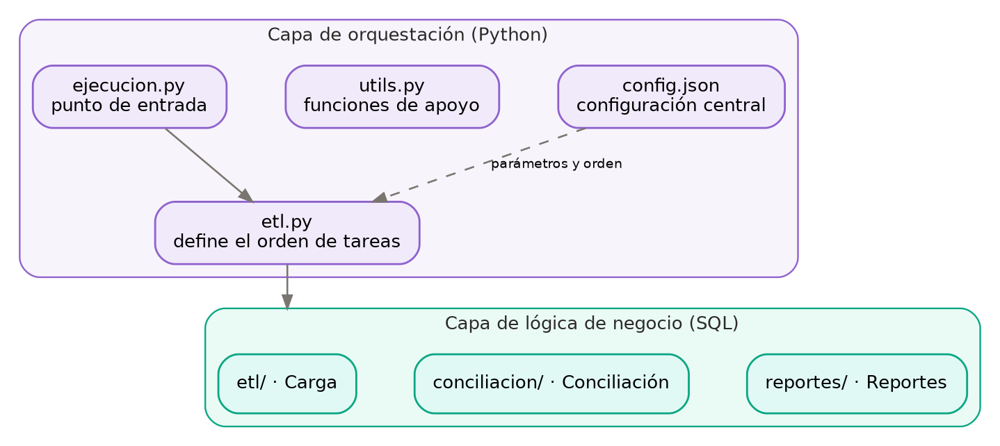 Capa de orquestación (Python)
ejecucion.py
punto de entrada
utils.py
funciones de apoyo
config.json
configuración central
parámetros y orden
etl.py
define el orden de tareas
Capa de lógica de negocio (SQL)
etl/ · Carga
conciliacion/ · Conciliación
reportes/ · Reportes